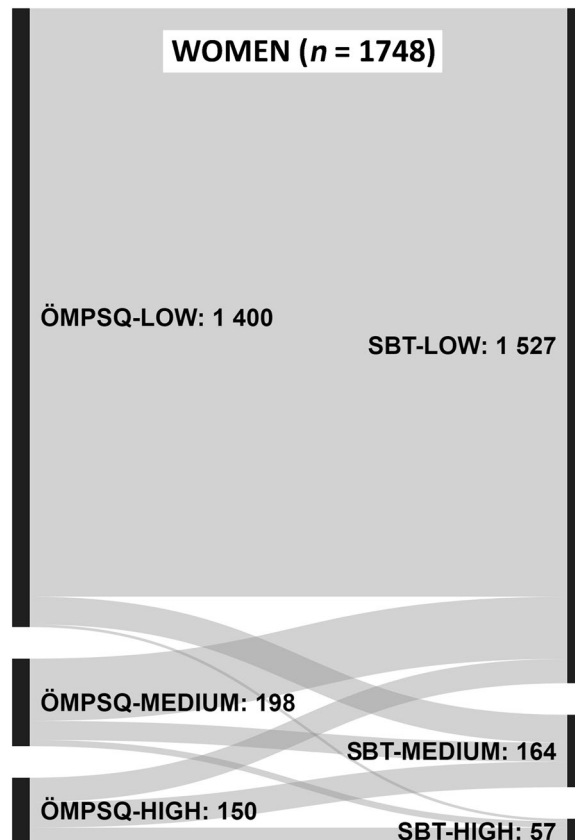 WOMEN (n = 1748)
ÖMPSQ-LOW: 1 400
SBT-LOW: 1 527
ÖMPSQ-MEDIUM: 198
SBT-MEDIUM: 164
ÖMPSQ-HIGH: 150
SBT-HIGH: 57